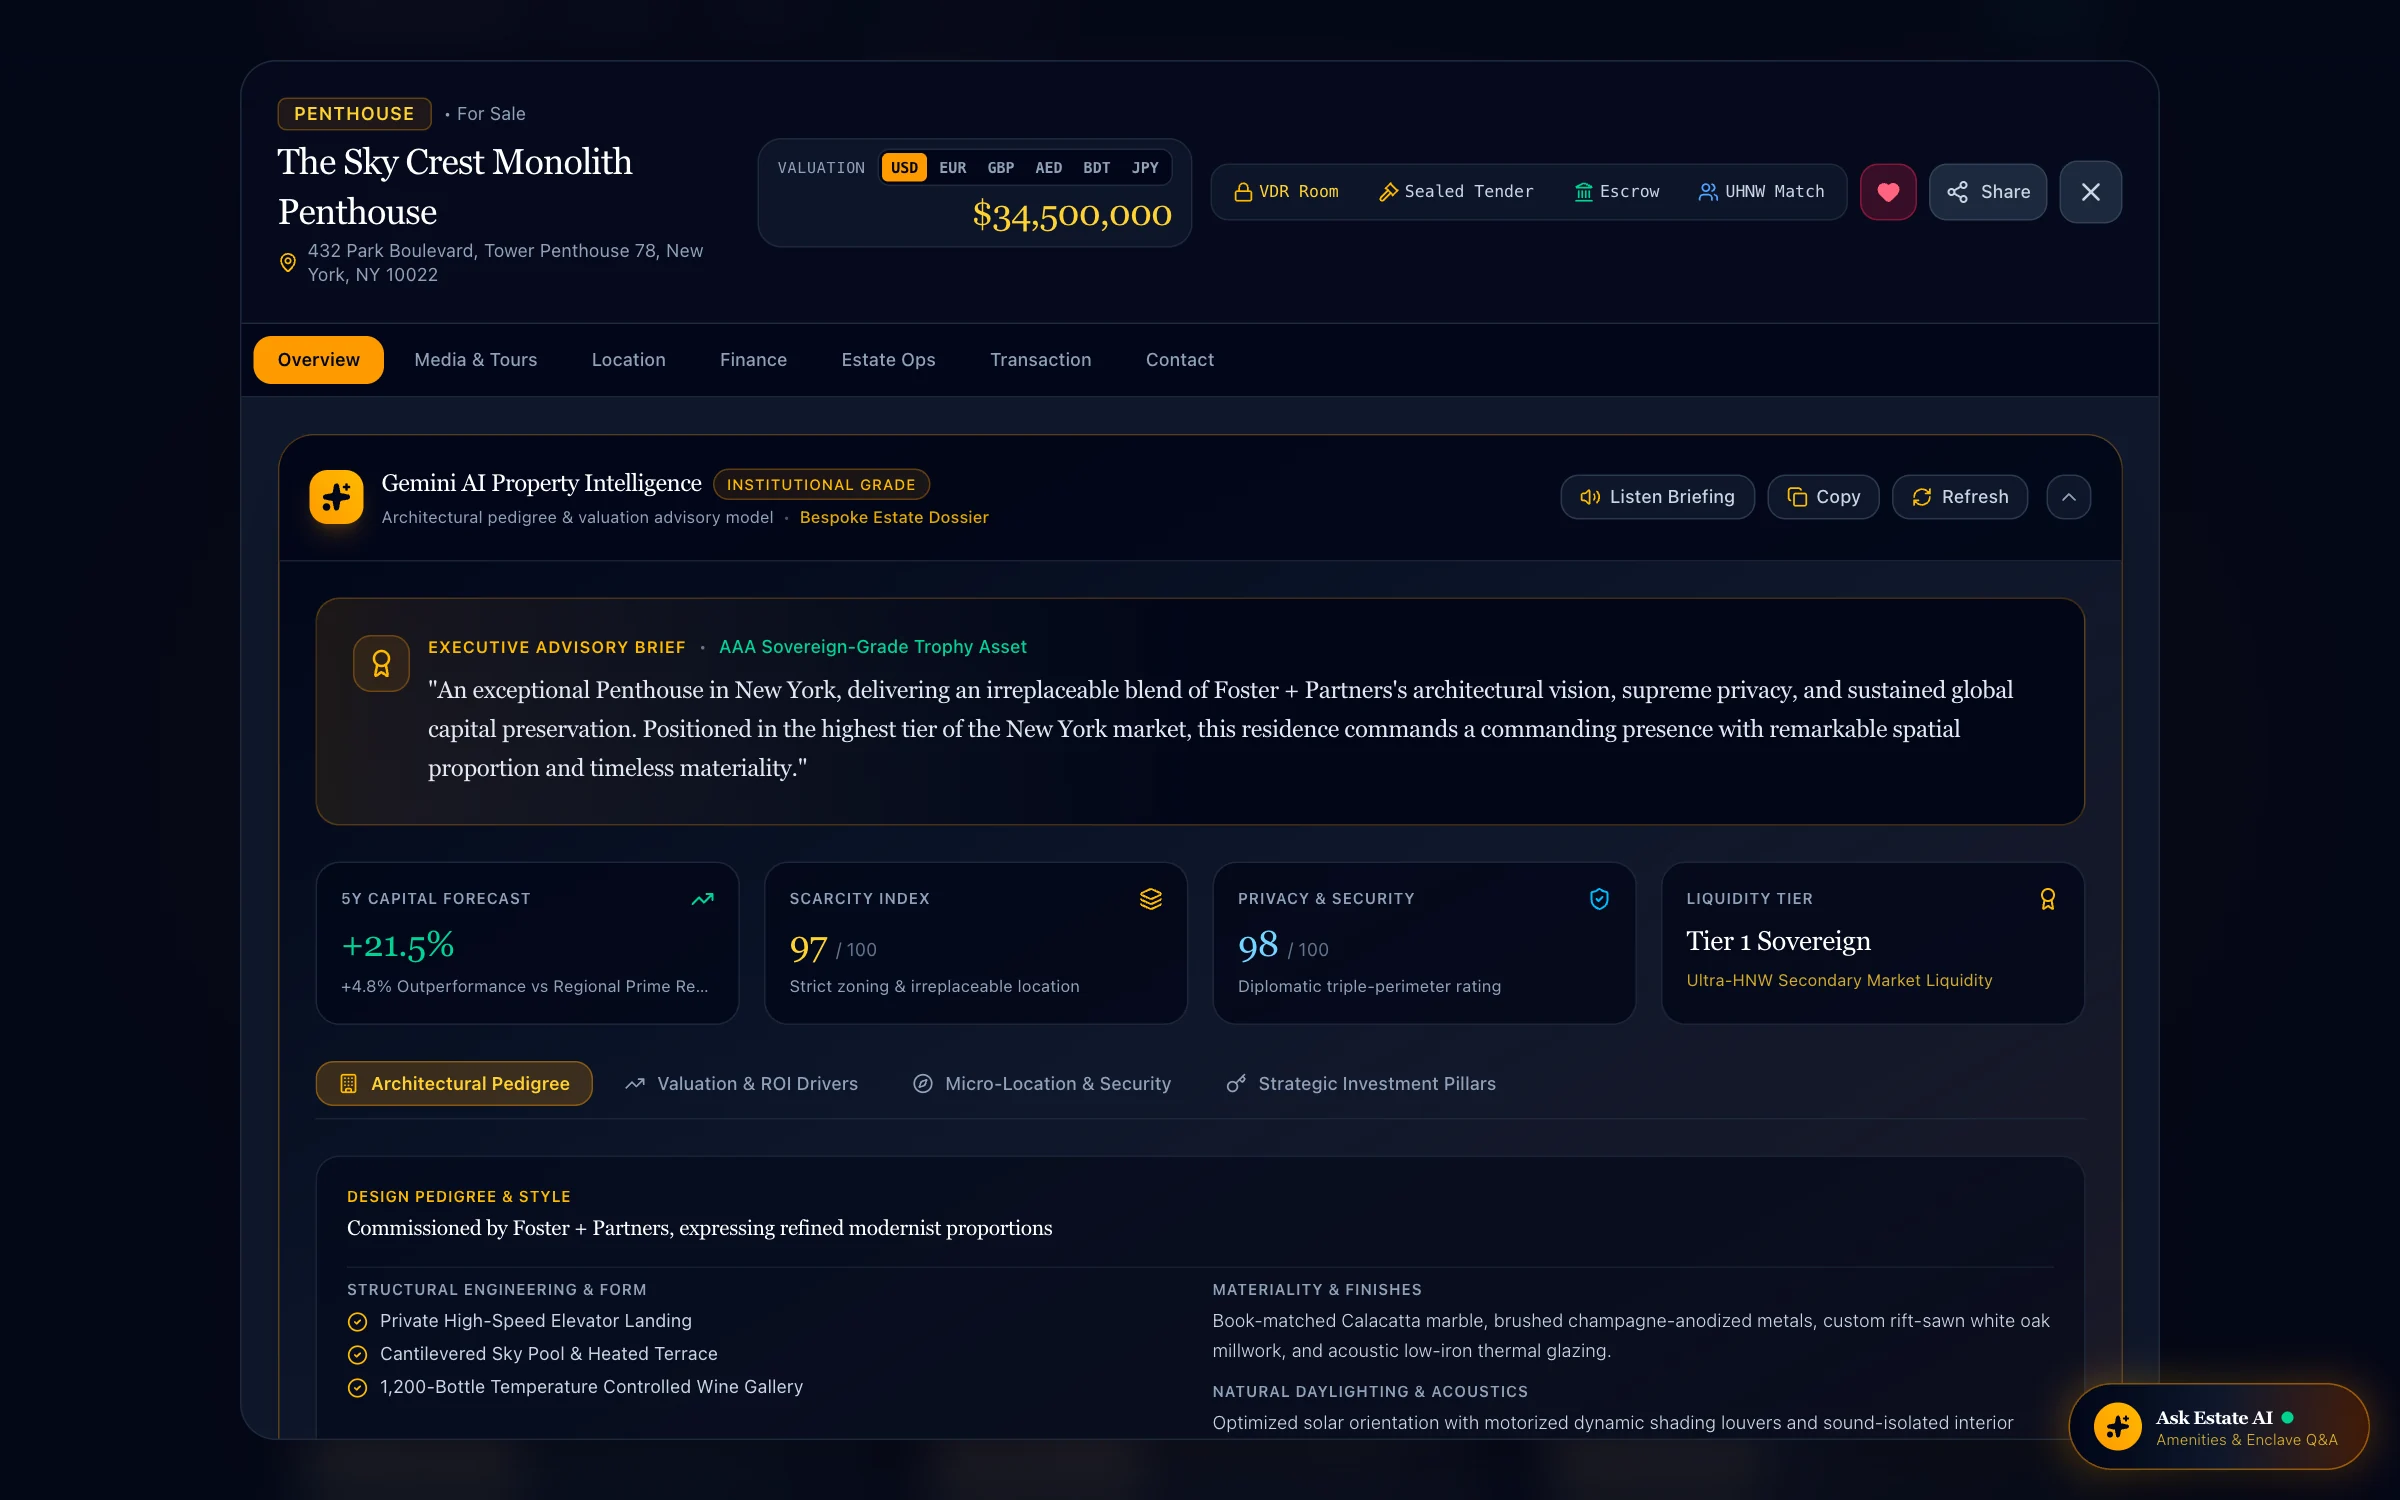 PENTHOUSE • For Sale
The Sky Crest Monolith
Penthouse
432 Park Boulevard, Tower Penthouse 78, New
York, NY 10022
VALUATION USD EUR GBP AED BDT JPY
$34,500,000
VDR Room Sealed Tender Escrow UHNW Match Share
Overview Media & Tours Location Finance Estate Ops Transaction Contact
Gemini AI Property Intelligence INSTITUTIONAL GRADE
Architectural pedigree & valuation advisory model • Bespoke Estate Dossier
Listen Briefing Copy Refresh
EXECUTIVE ADVISORY BRIEF • AAA Sovereign-Grade Trophy Asset
"An exceptional Penthouse in New York, delivering an irreplaceable blend of Foster + Partners's architectural vision, supreme privacy, and sustained global
capital preservation. Positioned in the highest tier of the New York market, this residence commands a commanding presence with remarkable spatial
proportion and timeless materiality."
5Y CAPITAL FORECAST
+21.5%
+4.8% Outperformance vs Regional Prime Re...
SCARCITY INDEX
97 / 100
Strict zoning & irreplaceable location
PRIVACY & SECURITY
98 / 100
Diplomatic triple-perimeter rating
LIQUIDITY TIER
Tier 1 Sovereign
Ultra-HNW Secondary Market Liquidity
Architectural Pedigree Valuation & ROI Drivers Micro-Location & Security Strategic Investment Pillars
DESIGN PEDIGREE & STYLE
Commissioned by Foster + Partners, expressing refined modernist proportions
STRUCTURAL ENGINEERING & FORM
Private High-Speed Elevator Landing
Cantilevered Sky Pool & Heated Terrace
1,200-Bottle Temperature Controlled Wine Gallery
MATERIALITY & FINISHES
Book-matched Calacatta marble, brushed champagne-anodized metals, custom rift-sawn white oak
millwork, and acoustic low-iron thermal glazing.
NATURAL DAYLIGHTING & ACOUSTICS
Optimized solar orientation with motorized dynamic shading louvers and sound-isolated interior
Ask Estate AI
Amenities & Enclave Q&A